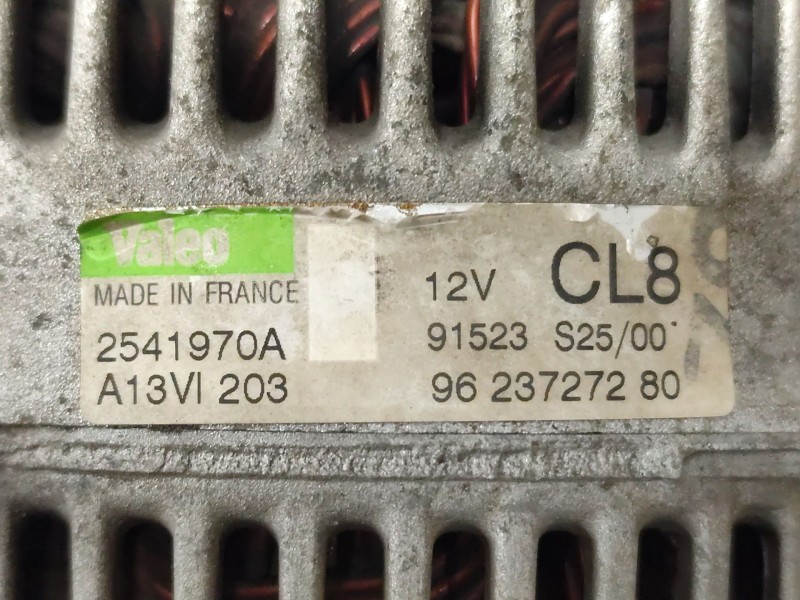 Valeo
MADE IN FRANCE
12V CL8
2541970A 91523 S25/00
A13VI 203 96 237272 80